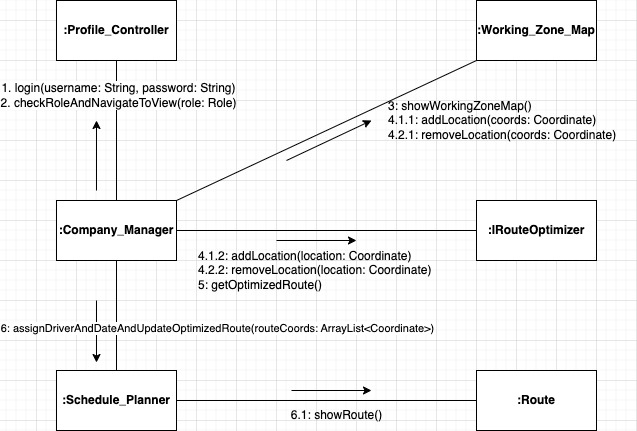 :Profile_Controller
:Working_Zone_Map
1. login(username: String, password: String)
2. checkRoleAndNavigateToView(role: Role)
3: showWorkingZoneMap()
4.1.1: addLocation(coords: Coordinate)
4.2.1: removeLocation(coords: Coordinate)
:Company_Manager
:IRouteOptimizer
4.1.2: addLocation(location: Coordinate)
4.2.2: removeLocation(location: Coordinate)
5: getOptimizedRoute()
6: assignDriverAndDateAndUpdateOptimizedRoute(routeCoords: ArrayList<Coordinate>)
:Schedule_Planner
:Route
6.1: showRoute()